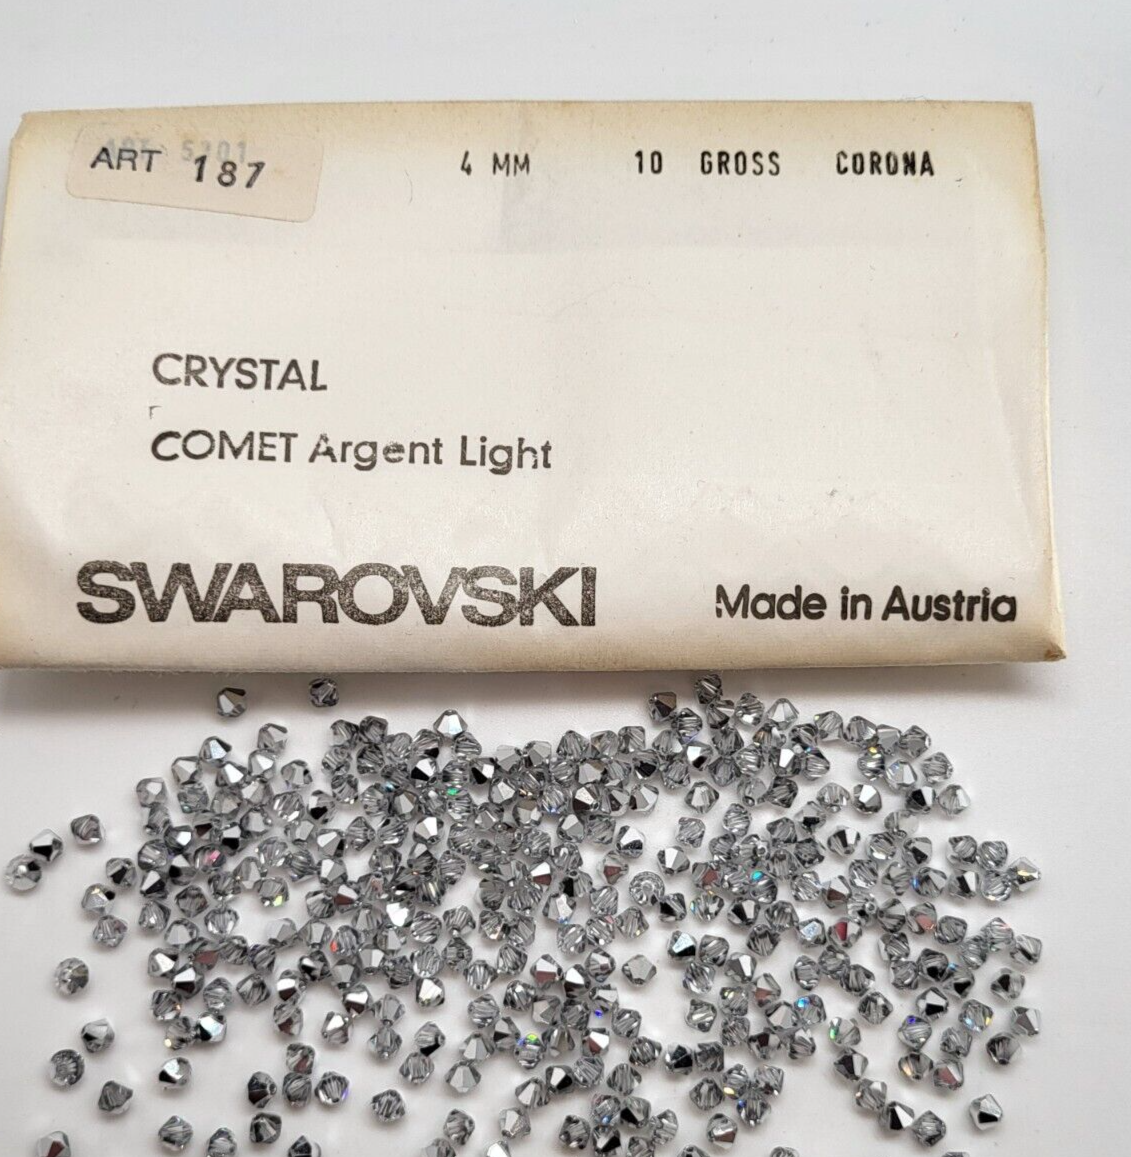 ART 187 4 MM 10 GROSS CORONA
CRYSTAL
COMET Argent Light
SWAROVSKI Made in Austria